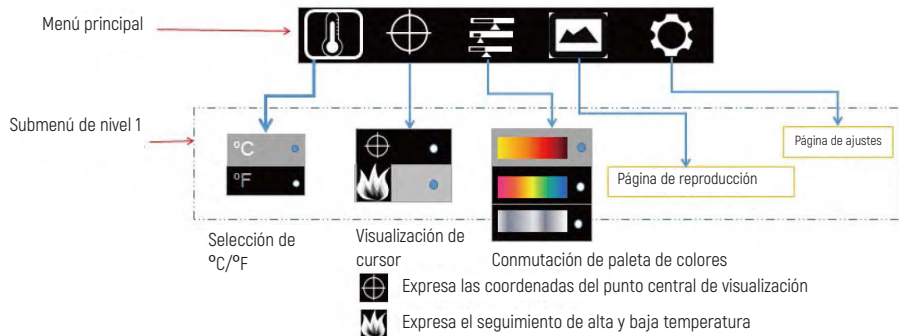 Menú principal
Submenú de nivel 1
°C
°F
Página de ajustes
Página de reproducción
Selección de
°C/°F
Visualización de
cursor
Conmutación de paleta de colores
Expresa las coordenadas del punto central de visualización
Expresa el seguimiento de alta y baja temperatura